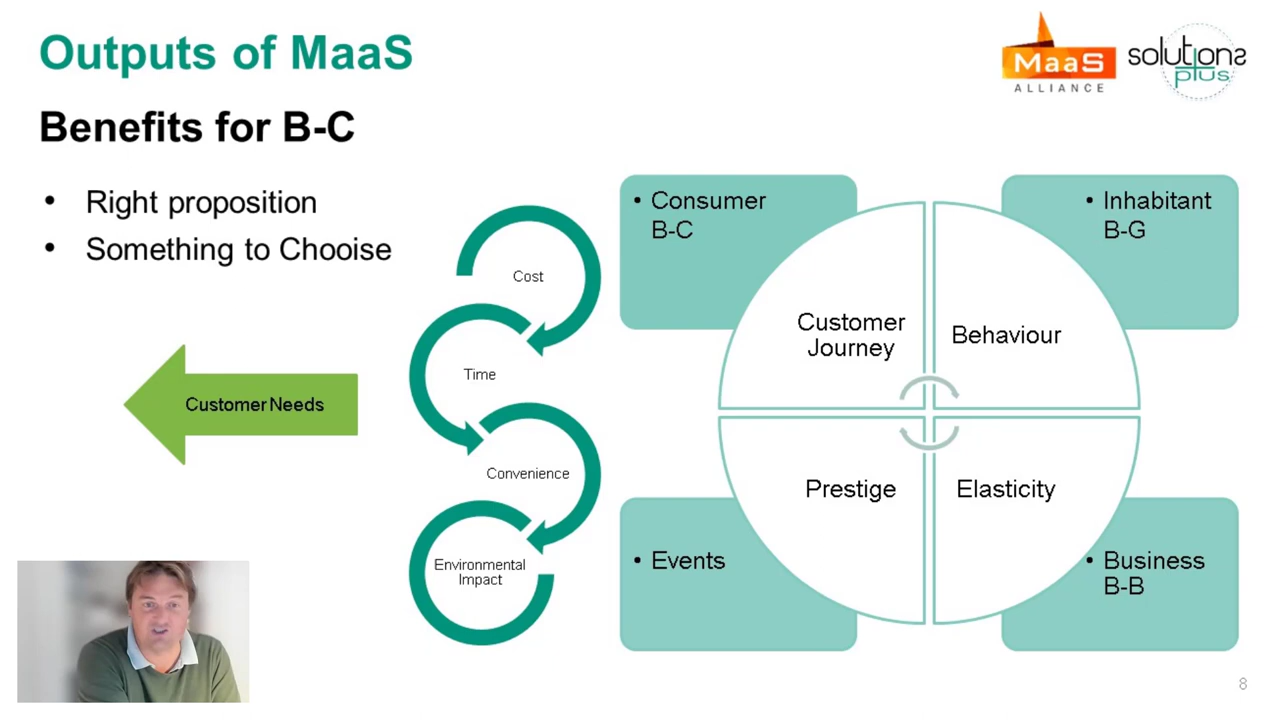 Outputs of MaaS
MaaS
ALLIANCE
solutions
plus
Benefits for B-C
• Right proposition
• Something to Chooise
Customer Needs
Cost
Time
Convenience
Environmental
Impact
• Consumer
B-C
• Inhabitant
B-G
Customer
Journey
Behaviour
Prestige
Elasticity
• Events
• Business
B-B
8